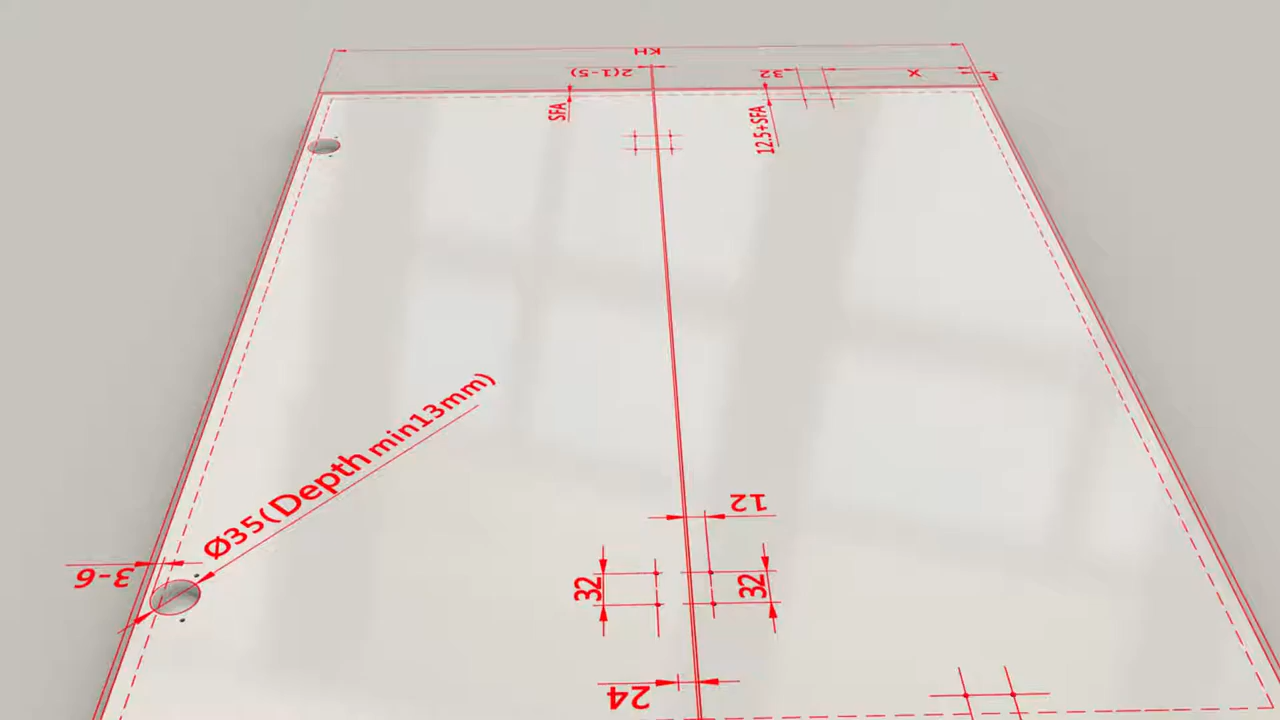 KH
2(1-5)
32
X
F
SFA
12.5+SFA
Ø35(Depth min13mm)
12
3-6
32
32
24